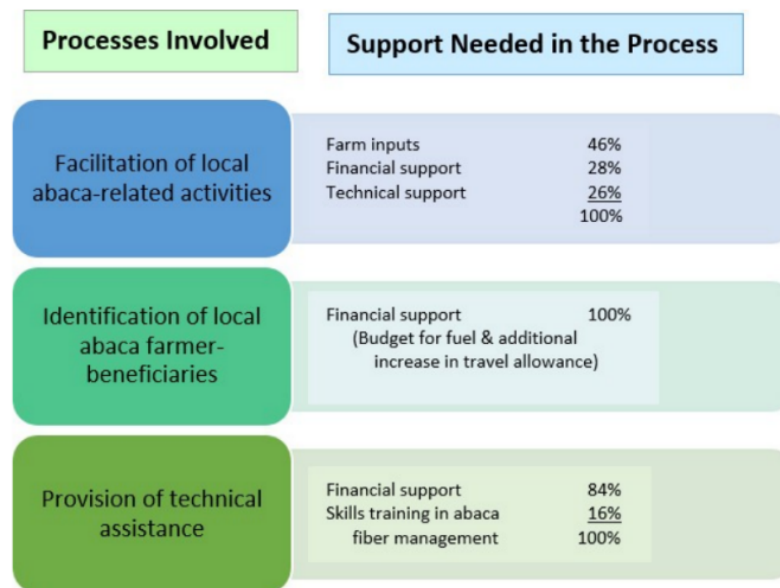 Processes Involved
Support Needed in the Process
Facilitation of local
abaca-related activities
Farm inputs 46%
Financial support 28%
Technical support 26%
100%
Identification of local
abaca farmer-
beneficiaries
Financial support 100%
(Budget for fuel & additional
increase in travel allowance)
Provision of technical
assistance
Financial support 84%
Skills training in abaca 16%
fiber management 100%